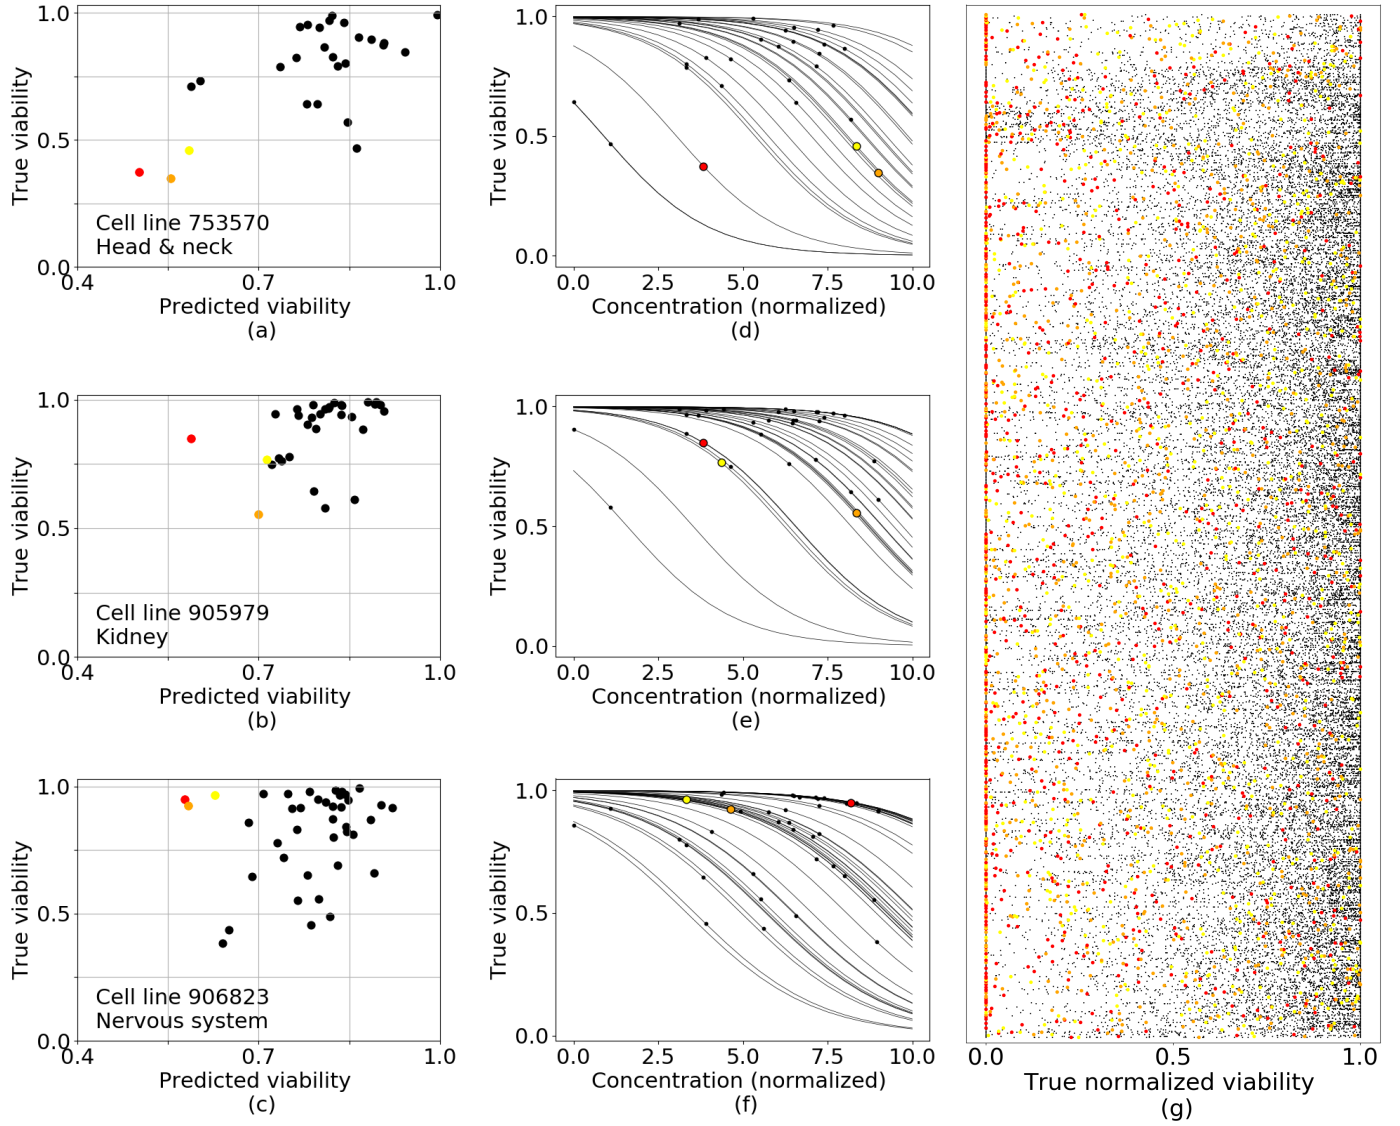 True viability
1.0
0.5
0.0
Cell line 753570
Head & neck
0.4
0.7
1.0
Predicted viability
(a)
True viability
1.0
0.5
0.0
0.0
2.5
5.0
7.5
10.0
Concentration (normalized)
(d)
True viability
1.0
0.5
0.0
Cell line 905979
Kidney
0.4
0.7
1.0
Predicted viability
(b)
True viability
1.0
0.5
0.0
0.0
2.5
5.0
7.5
10.0
Concentration (normalized)
(e)
True viability
1.0
0.5
0.0
Cell line 906823
Nervous system
0.4
0.7
1.0
Predicted viability
(c)
True viability
1.0
0.5
0.0
0.0
2.5
5.0
7.5
10.0
Concentration (normalized)
(f)
0.0
0.5
1.0
True normalized viability
(g)